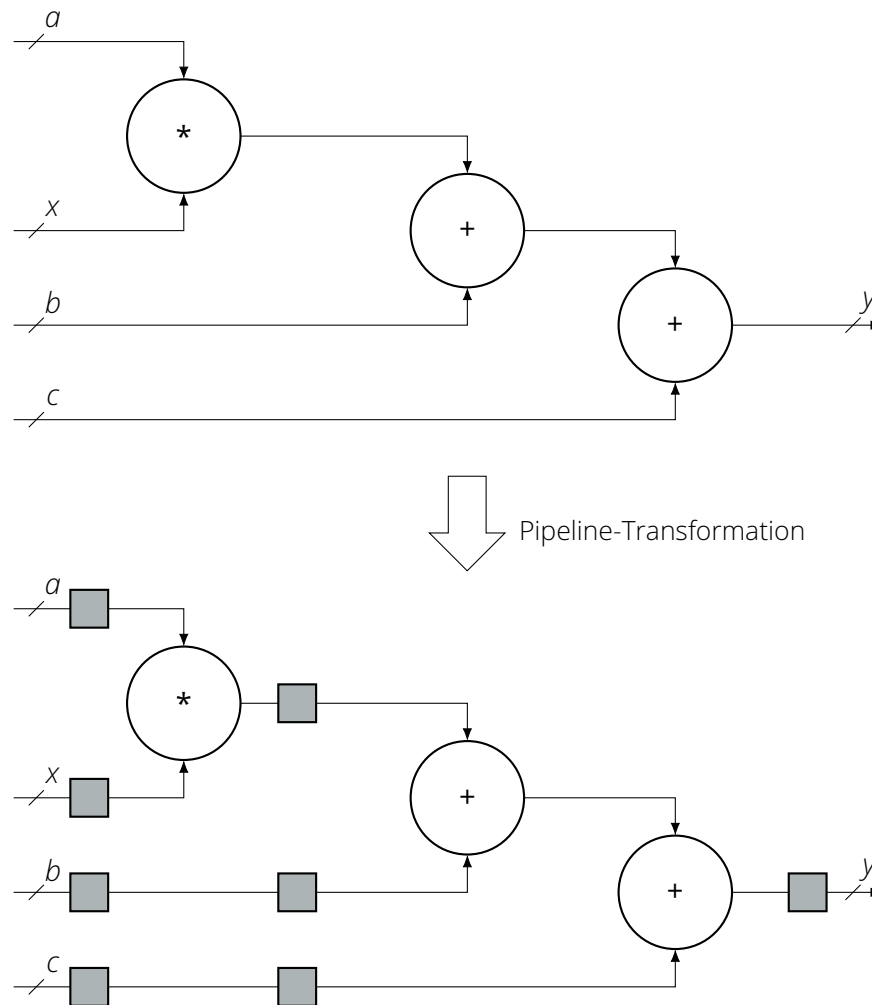 a
*
x
+
b
y
+
c
Pipeline-Transformation
a
*
x
+
b
y
+
c